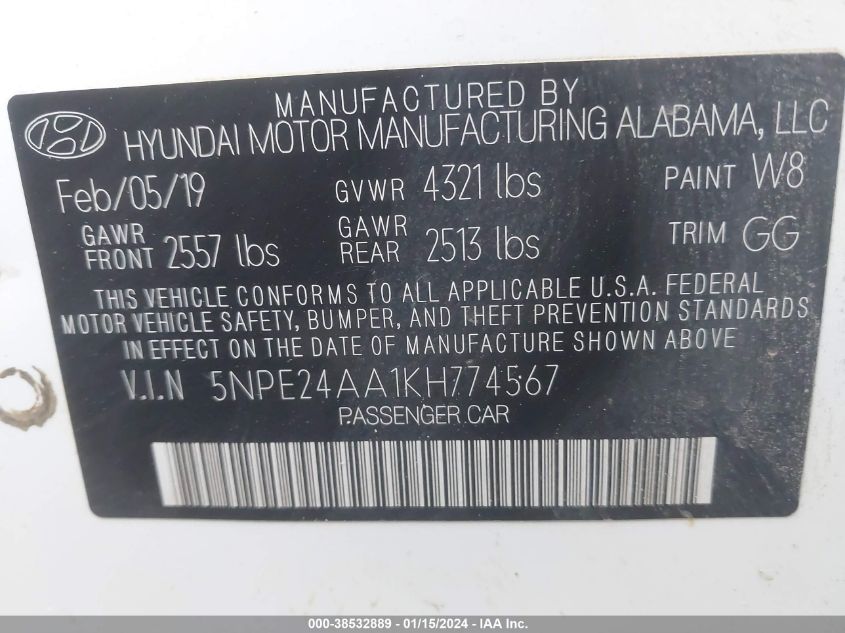 MANUFACTURED BY
HYUNDAI MOTOR MANUFACTURING ALABAMA, LLC
Feb/05/19 GVWR 4321 lbs PAINT W8
GAWR FRONT 2557 lbs GAWR REAR 2513 lbs TRIM GG
THIS VEHICLE CONFORMS TO ALL APPLICABLE U.S.A. FEDERAL
MOTOR VEHICLE SAFETY, BUMPER, AND THEFT PREVENTION STANDARDS
IN EFFECT ON THE DATE OF MANUFACTURE SHOWN ABOVE
V.I.N 5NPE24AA1KH774567
PASSENGER CAR
000-38532889 - 01/15/2024 - IAA Inc.